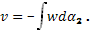 v = −∫wdα₂ .